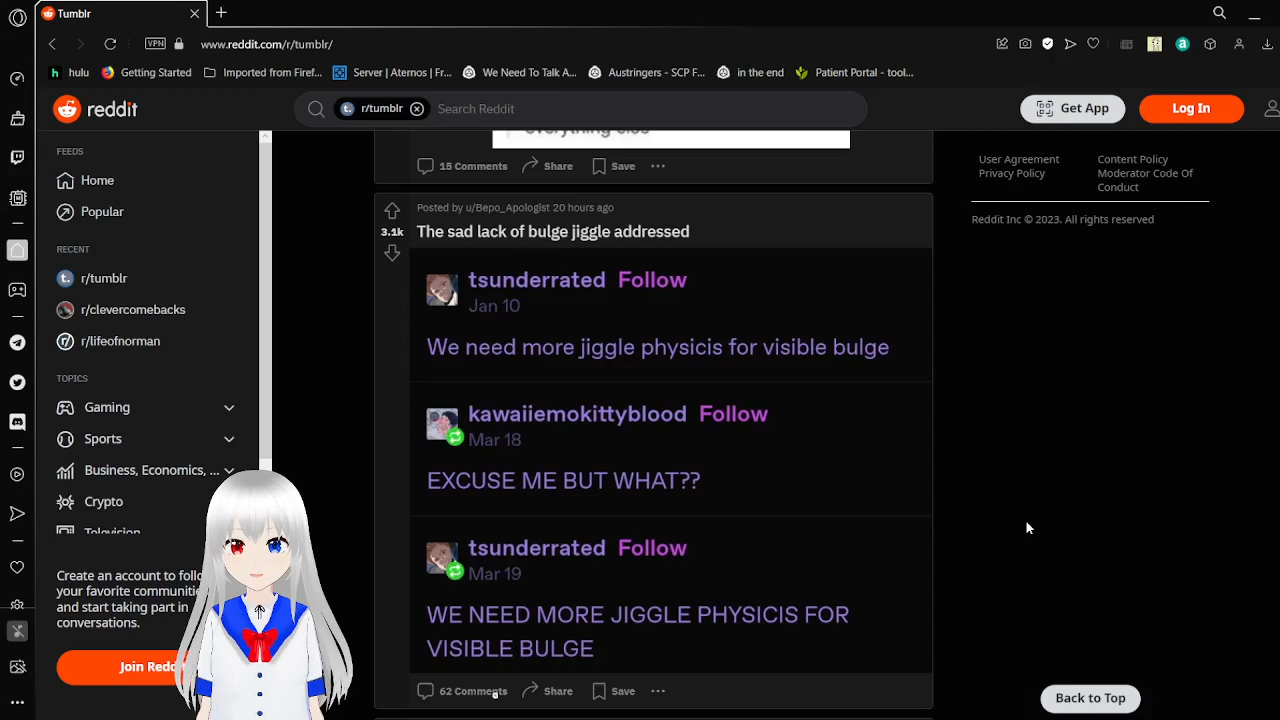 Tumblr
VPN
www.reddit.com/r/tumblr/
hulu
Getting Started
Imported from Firef...
Server | Aternos | Fr...
We Need To Talk A...
Austringers - SCP F...
in the end
Patient Portal - tool...
reddit
r/tumblr
Search Reddit
Get App
Log In
FEEDS
Home
Popular
RECENT
r/tumblr
r/clevercomebacks
r/lifeofnorman
TOPICS
Gaming
Sports
Business, Economics, ...
Crypto
Television
Create an account to follo
your favorite communitie
and start taking part in
conversations.
Join Reddit
everything else
15 Comments
Share
Save
3.1k
Posted by u/Bepo_Apologist 20 hours ago
The sad lack of bulge jiggle addressed
tsunderrated Follow
Jan 10
We need more jiggle physicis for visible bulge
kawaiiemokittyblood Follow
Mar 18
EXCUSE ME BUT WHAT??
tsunderrated Follow
Mar 19
WE NEED MORE JIGGLE PHYSICIS FOR
VISIBLE BULGE
62 Comments
Share
Save
User Agreement
Privacy Policy
Content Policy
Moderator Code Of
Conduct
Reddit Inc © 2023. All rights reserved
Back to Top